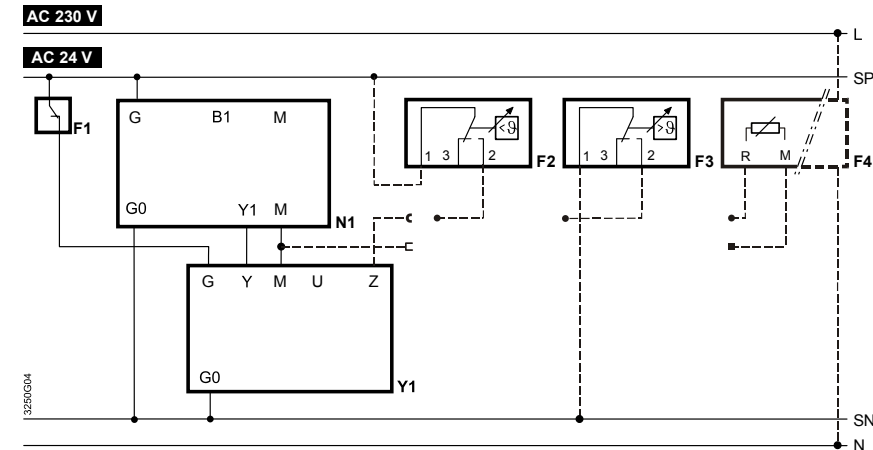 AC 230 V
L
AC 24 V
SP
F1
G B1 M
G0 Y1 M
N1
<ϑ
1 3 2
F2
>ϑ
1 3 2
F3
R M
F4
G Y M U Z
G0
Y1
3250G04
SN
N